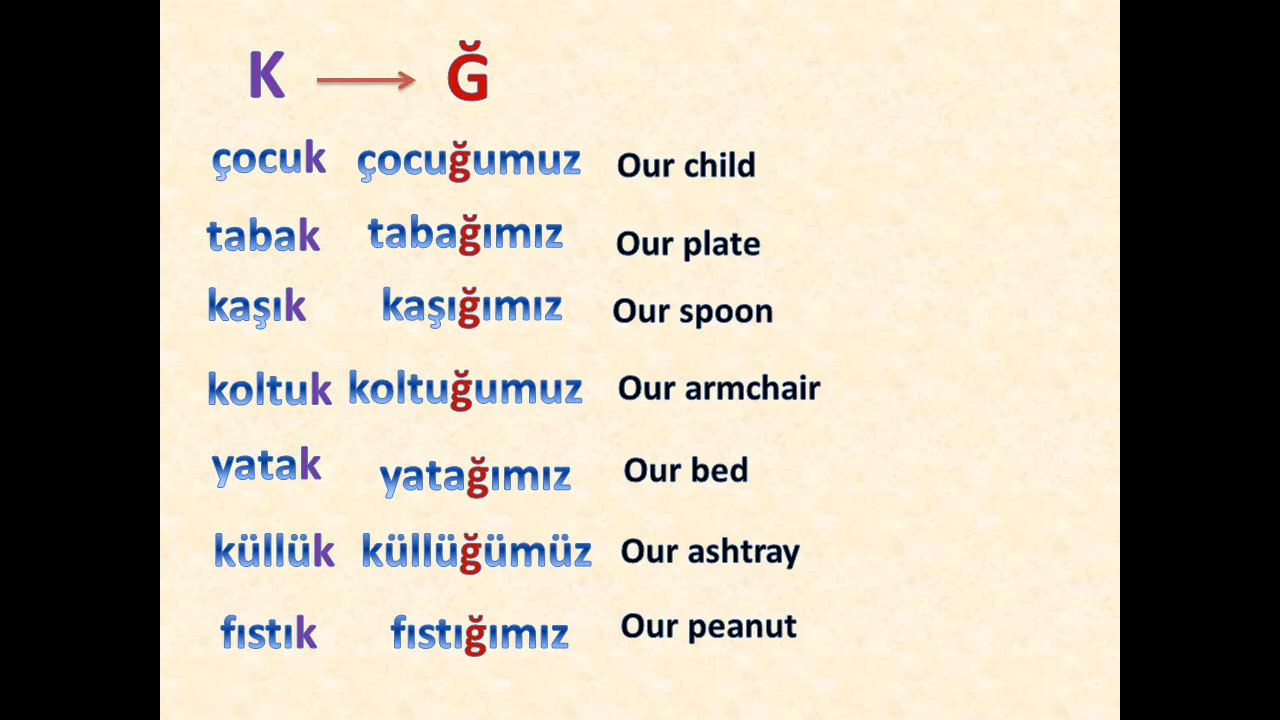 K → Ğ
çocuk çocuğumuz Our child
tabak tabağımız Our plate
kaşık kaşığımız Our spoon
koltuk koltuğumuz Our armchair
yatak yatağımız Our bed
küllük küllüğümüz Our ashtray
fıstık fıstığımız Our peanut